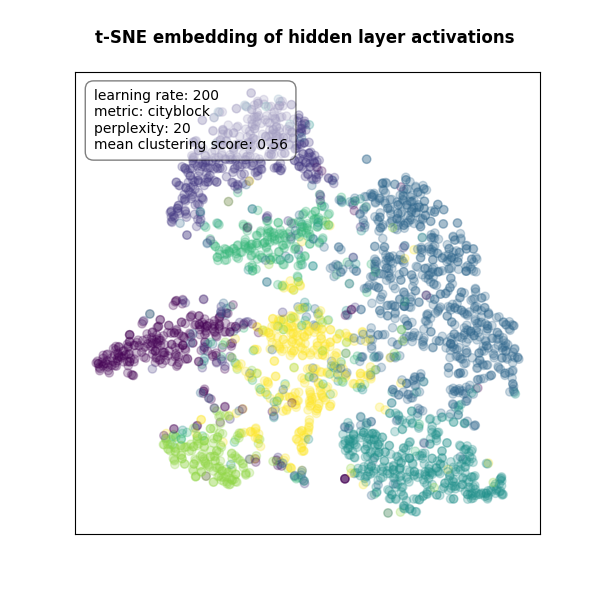 t-SNE embedding of hidden layer activations
learning rate: 200
metric: cityblock
perplexity: 20
mean clustering score: 0.56